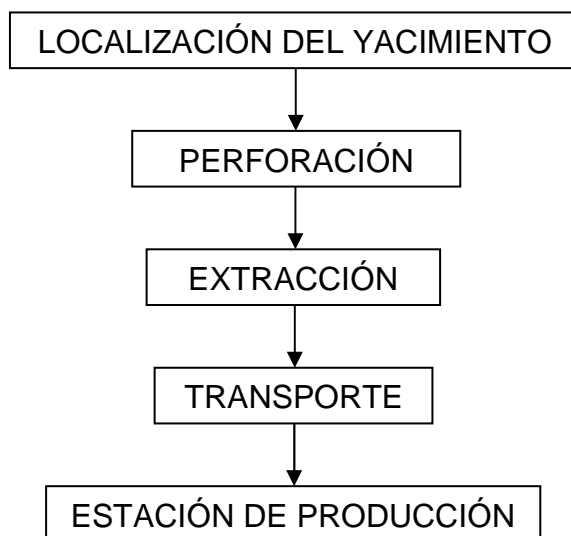 LOCALIZACIÓN DEL YACIMIENTO
PERFORACIÓN
EXTRACCIÓN
TRANSPORTE
ESTACIÓN DE PRODUCCIÓN